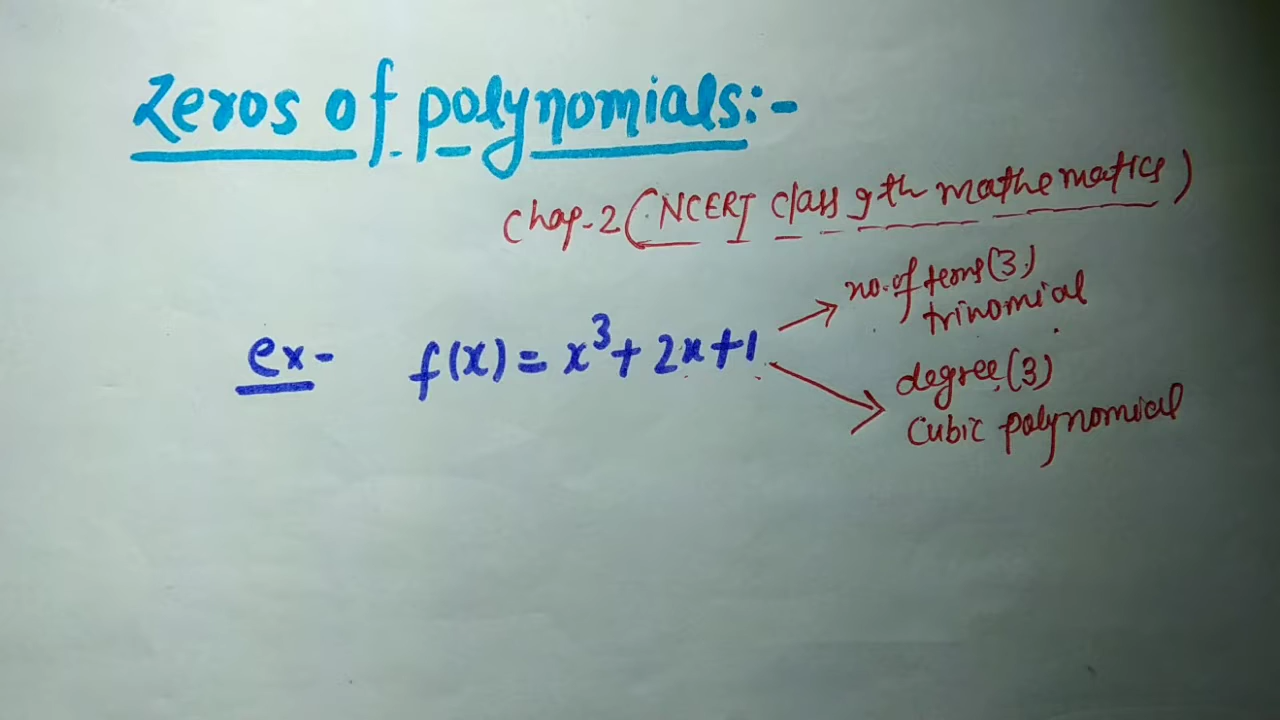 Zeros of polynomials:-
Chap-2 (NCERT class 9th mathematics)
no. of terms (3)
trinomial
ex- f(x) = x³ + 2x + 1
degree (3)
Cubic polynomial